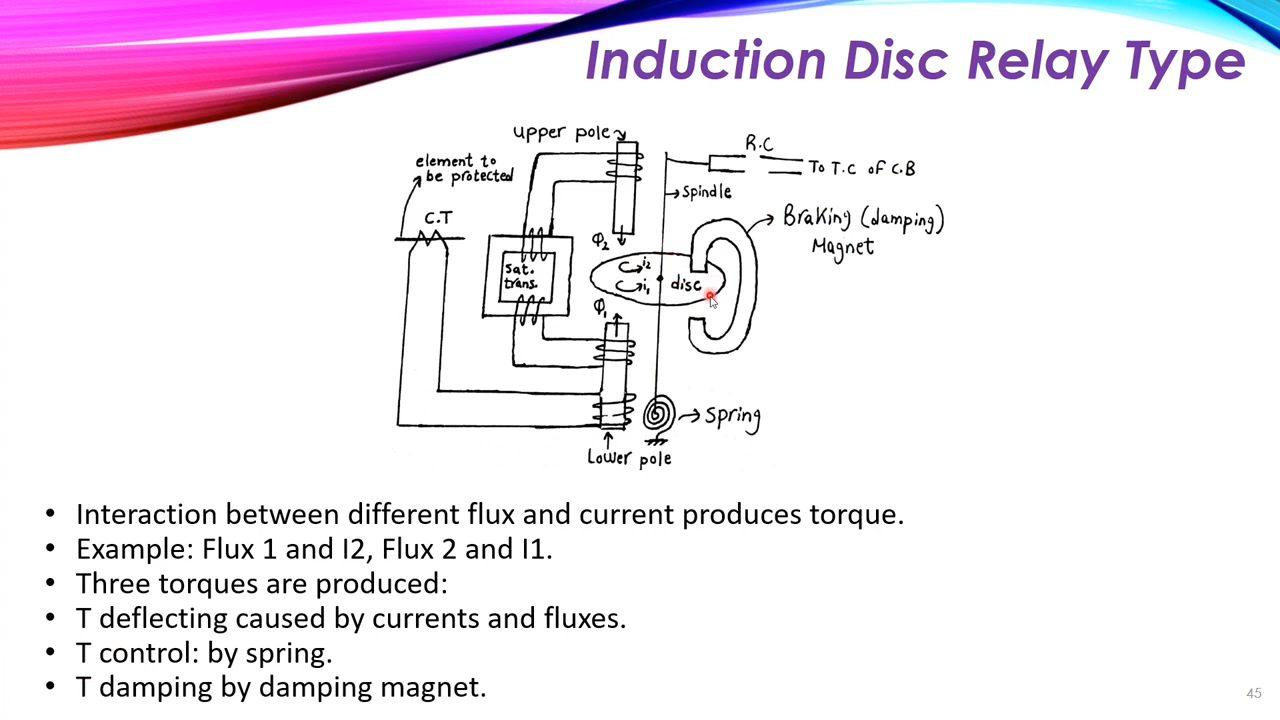 Induction Disc Relay Type
upper pole
R.C
element to
be protected
To T.C of C.B
spindle
C.T
Braking (damping)
Magnet
Φ2
i2
sat.
trans.
disc
i1
Φ1
spring
Lower pole
• Interaction between different flux and current produces torque.
• Example: Flux 1 and I2, Flux 2 and I1.
• Three torques are produced:
• T deflecting caused by currents and fluxes.
• T control: by spring.
• T damping by damping magnet.
45